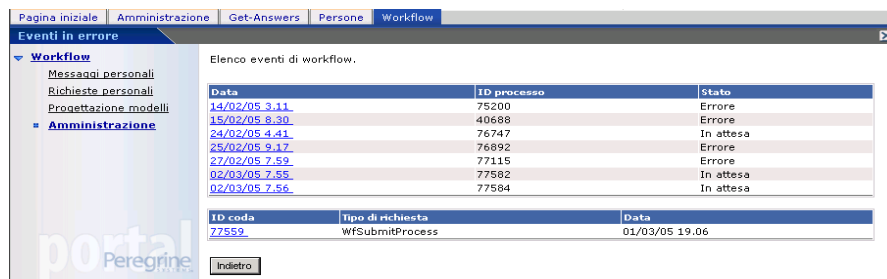 Pagina iniziale Amministrazione Get-Answers Persone Workflow
Eventi in errore
Workflow
Messaggi personali
Richieste personali
Progettazione modelli
Amministrazione
Elenco eventi di workflow.
Data ID processo Stato
14/02/05 3.11 75200 Errore
15/02/05 8.30 40688 Errore
24/02/05 4.41 76747 In attesa
25/02/05 9.17 76892 Errore
27/02/05 7.59 77115 Errore
02/03/05 7.55 77582 In attesa
02/03/05 7.56 77584 In attesa
ID coda Tipo di richiesta Data
77559 WfSubmitProcess 01/03/05 19.06
Indietro
portal
Peregrine